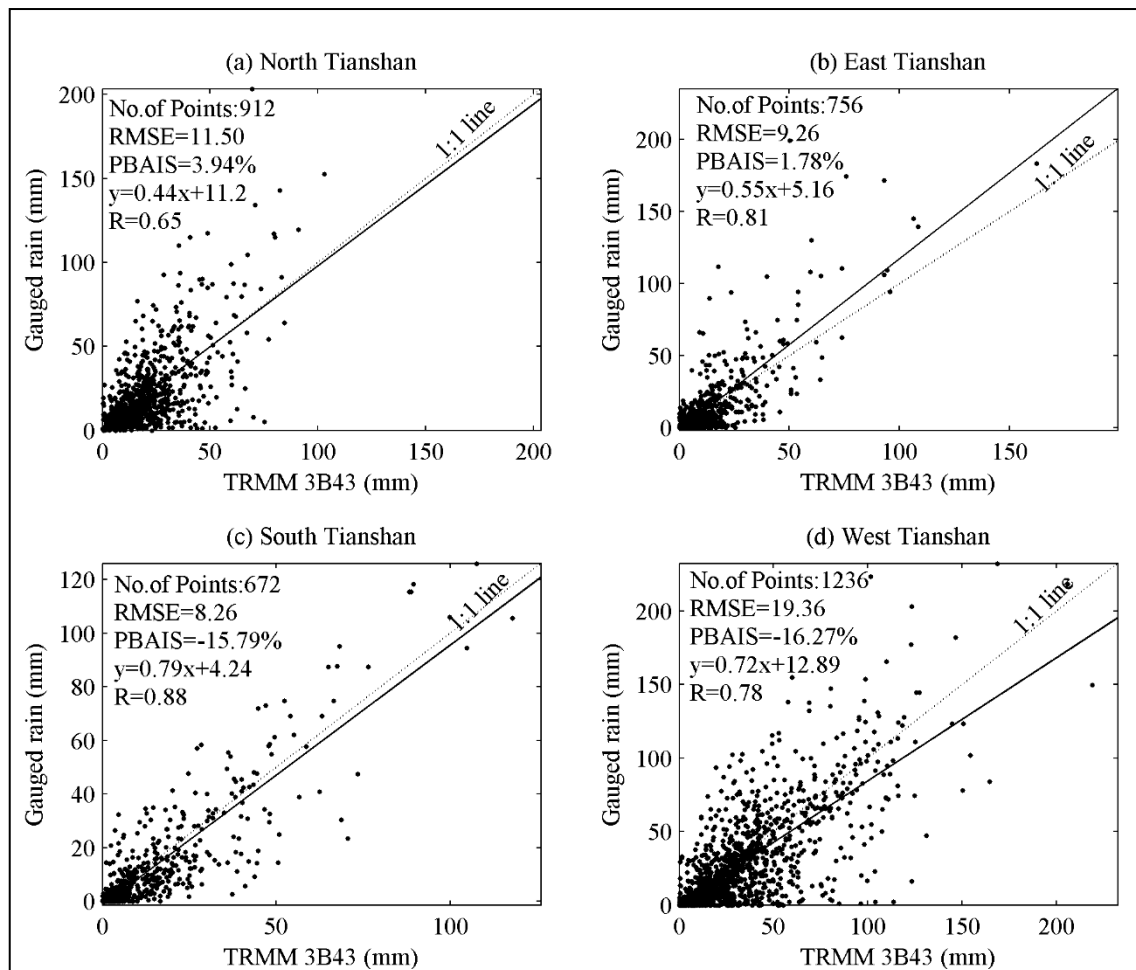 (a) North Tianshan
200
150
100
50
0
Gauged rain (mm)
No.of Points:912
RMSE=11.50
PBAIS=3.94%
y=0.44x+11.2
R=0.65
1:1 line
0 50 100 150 200
TRMM 3B43 (mm)
(b) East Tianshan
200
150
100
50
0
Gauged rain (mm)
No.of Points:756
RMSE=9.26
PBAIS=1.78%
y=0.55x+5.16
R=0.81
1:1 line
0 50 100 150
TRMM 3B43 (mm)
(c) South Tianshan
120
100
80
60
40
20
0
Gauged rain (mm)
No.of Points:672
RMSE=8.26
PBAIS=-15.79%
y=0.79x+4.24
R=0.88
1:1 line
0 50 100
TRMM 3B43 (mm)
(d) West Tianshan
200
150
100
50
0
Gauged rain (mm)
No.of Points:1236
RMSE=19.36
PBAIS=-16.27%
y=0.72x+12.89
R=0.78
1:1 line
0 50 100 150 200
TRMM 3B43 (mm)